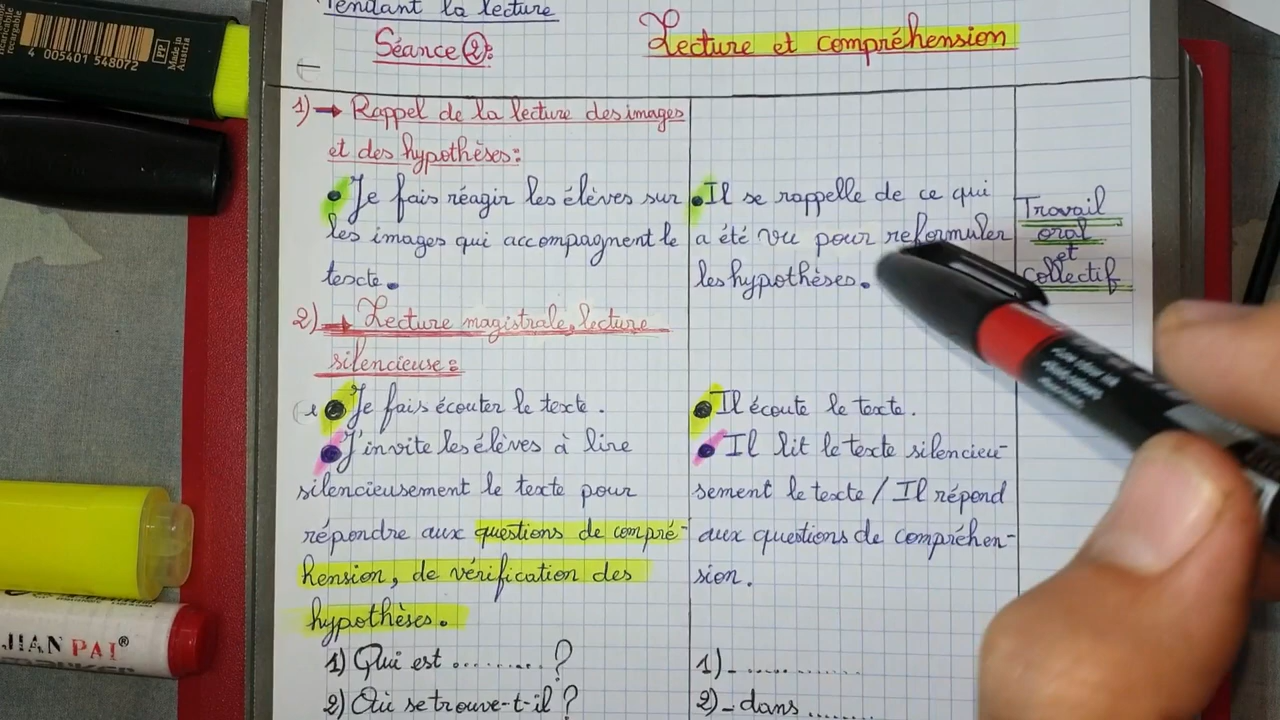 Pendant la lecture
Séance 2:
Lecture et compréhension
1) → Rappel de la lecture des images
et des hypothèses:
• Je fais réagir les élèves sur
les images qui accompagnent le
texte.
• Il se rappelle de ce qui
a été vu pour reformuler
les hypothèses.
Travail
oral
et
collectif
2) → Lecture magistrale, lecture
silencieuse:
• Je fais écouter le texte.
• J'invite les élèves à lire
silencieusement le texte pour
répondre aux questions de compré-
hension, de vérification des
hypothèses.
1) Qui est .........?
2) Où se trouve-t-il?
• Il écoute le texte.
• Il lit le texte silencieu-
sement le texte / Il répond
aux questions de compréhen-
sion.
1)- ..............
2)- dans .......
4 005401 548072
PP
Made in
Austria
JIAN PAI®